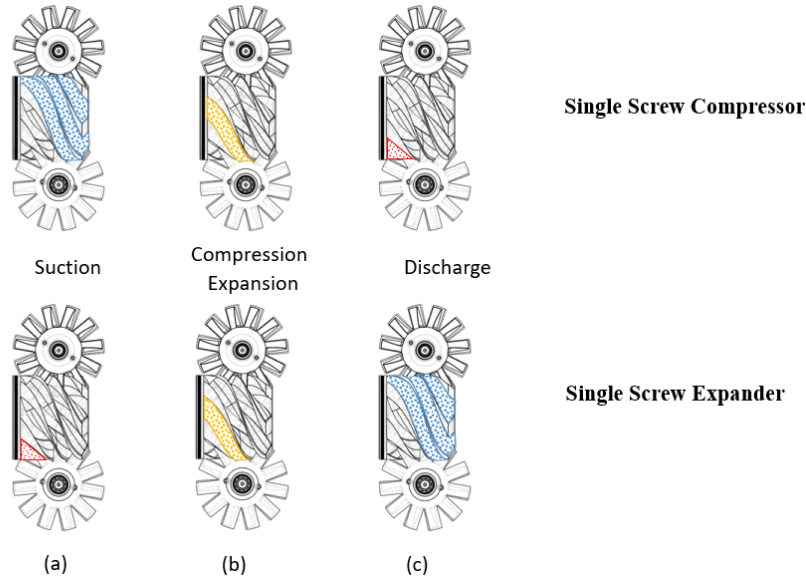 Single Screw Compressor
Suction
Compression
Expansion
Discharge
Single Screw Expander
(a)
(b)
(c)